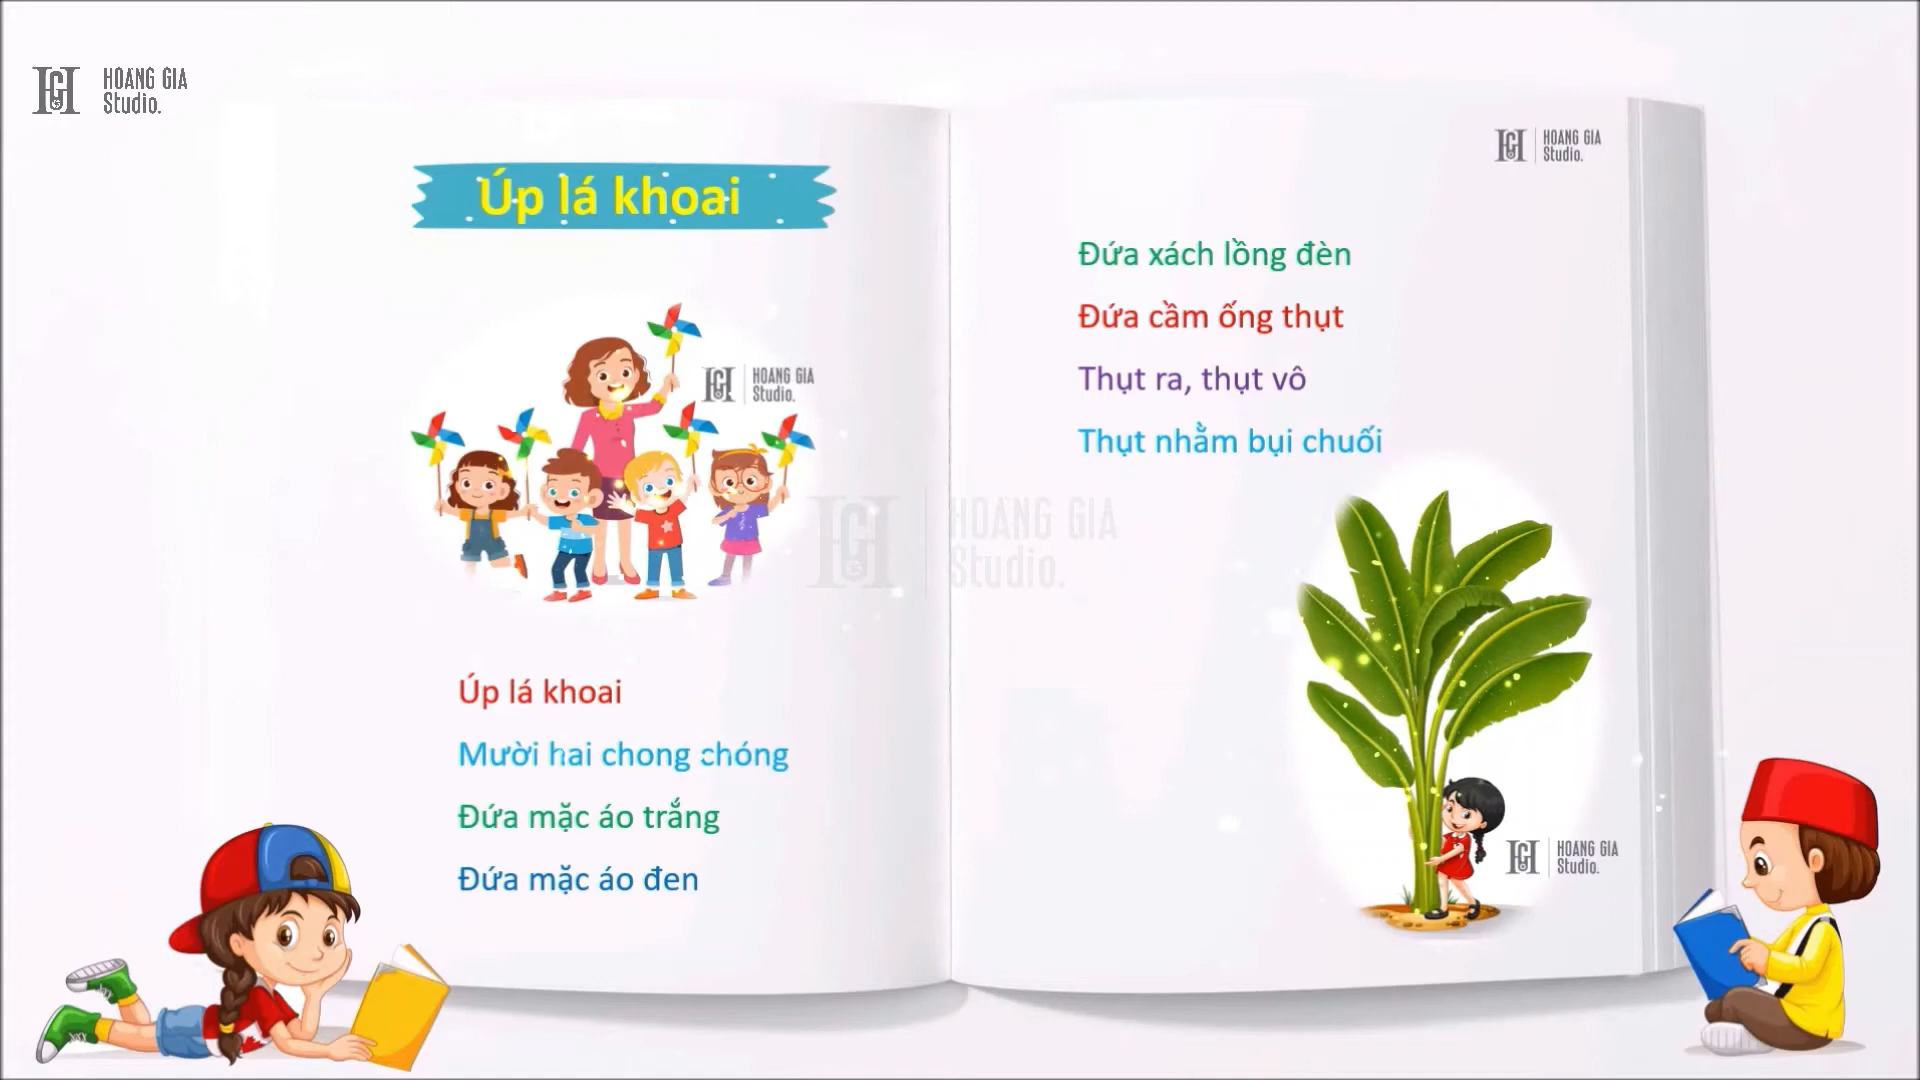 HOANG GIA
Studio.
Úp lá khoai
HOANG GIA
Studio.
Úp lá khoai
Mười hai chong chóng
Đứa mặc áo trắng
Đứa mặc áo đen
HOANG GIA
Studio.
HOANG GIA
Studio.
Đứa xách lồng đèn
Đứa cầm ống thụt
Thụt ra, thụt vô
Thụt nhằm bụi chuối
HOANG GIA
Studio.